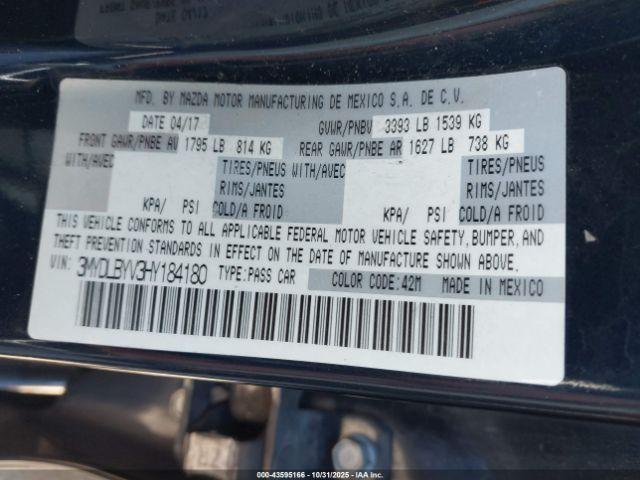 MFD. BY MAZDA MOTOR MANUFACTURING DE MEXICO S.A. DE C.V.
DATE 04/17 GVWR/PNBV 3393 LB 1539 KG
FRONT GAWR/PNBE AV 1795 LB 814 KG REAR GAWR/PNBE AR 1627 LB 738 KG
WITH/AVEC TIRES/PNEUS WITH/AVEC TIRES/PNEUS
RIMS/JANTES RIMS/JANTES
KPA/ PSI COLD/A FROID KPA/ PSI COLD/A FROID
THIS VEHICLE CONFORMS TO ALL APPLICABLE FEDERAL MOTOR VEHICLE SAFETY, BUMPER, AND
THEFT PREVENTION STANDARDS IN EFFECT ON THE DATE OF MANUFACTURE SHOWN ABOVE.
VIN: 3MYDLBYV3HY184180 TYPE:PASS CAR COLOR CODE:42M MADE IN MEXICO
000-43595166 - 10/31/2025 - IAAI.COM